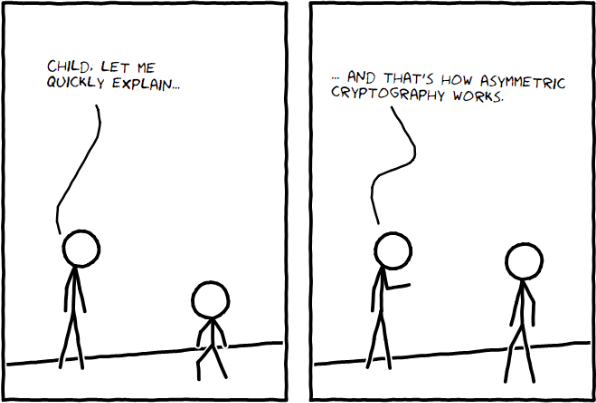 CHILD, LET ME
QUICKLY EXPLAIN...
... AND THAT'S HOW ASYMMETRIC
CRYPTOGRAPHY WORKS.